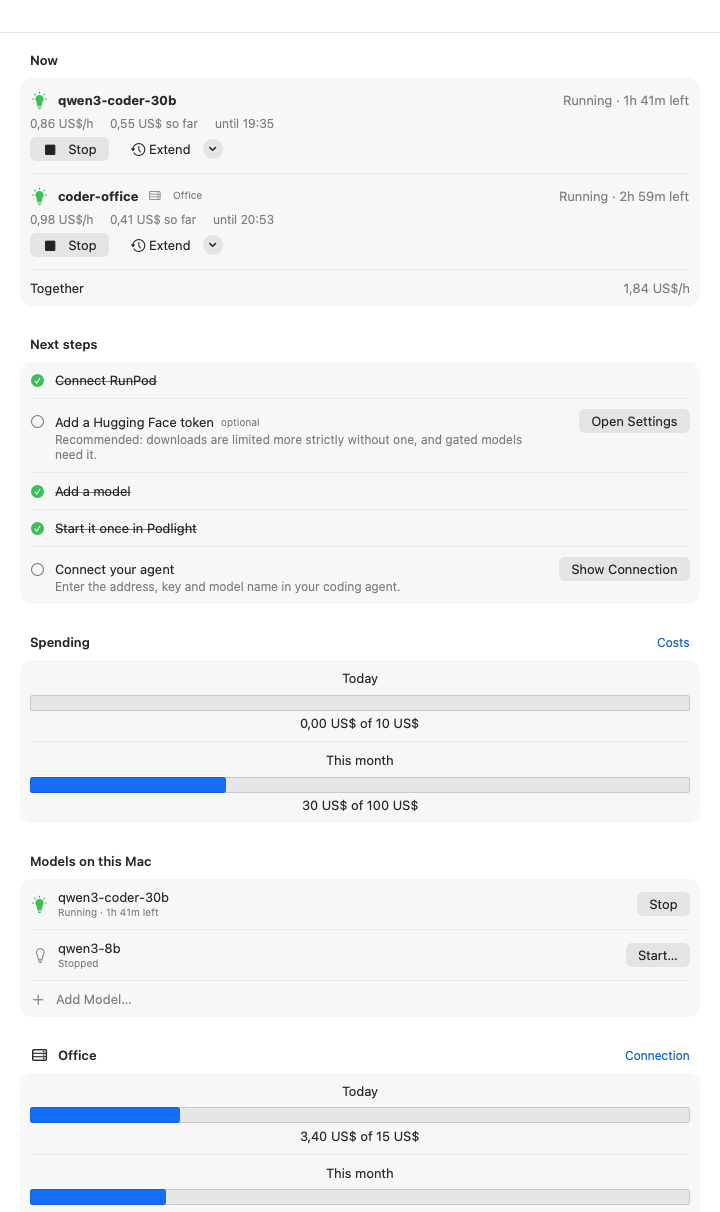 Now
qwen3-coder-30b
Running · 1h 41m left
0,86 US$/h 0,55 US$ so far until 19:35
Stop Extend
coder-office Office
Running · 2h 59m left
0,98 US$/h 0,41 US$ so far until 20:53
Stop Extend
Together 1,84 US$/h
Next steps
Connect RunPod
Add a Hugging Face token optional
Open Settings
Recommended: downloads are limited more strictly without one, and gated models
need it.
Add a model
Start it once in Podlight
Connect your agent
Show Connection
Enter the address, key and model name in your coding agent.
Spending Costs
Today
0,00 US$ of 10 US$
This month
30 US$ of 100 US$
Models on this Mac
qwen3-coder-30b
Running · 1h 41m left
Stop
qwen3-8b
Stopped
Start...
Add Model...
Office Connection
Today
3,40 US$ of 15 US$
This month